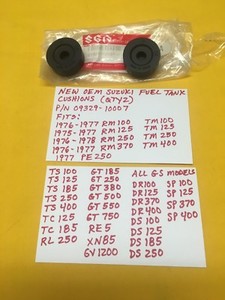 SGR
NEW OEM SUZUKI FUEL TANK
CUSHIONS (QTY2)
P/N 09329-10007
FITS:
1976-1977 RM100 TM100
1975-1977 RM125 TM125
1976-1978 RM250 TM250
1976-1977 RM370 TM400
1977 PE250
TS100 GT185 ALL GS MODELS
TS125 GT250 DR100 SP100
TS185 GT380 DR125 SP125
TS250 GT500 DR370 SP370
TS400 GT550 DR400 SP400
TC125 GT750 DS100
TC185 RE5 DS125
RL250 XN85 DS185
GV1200 DS250